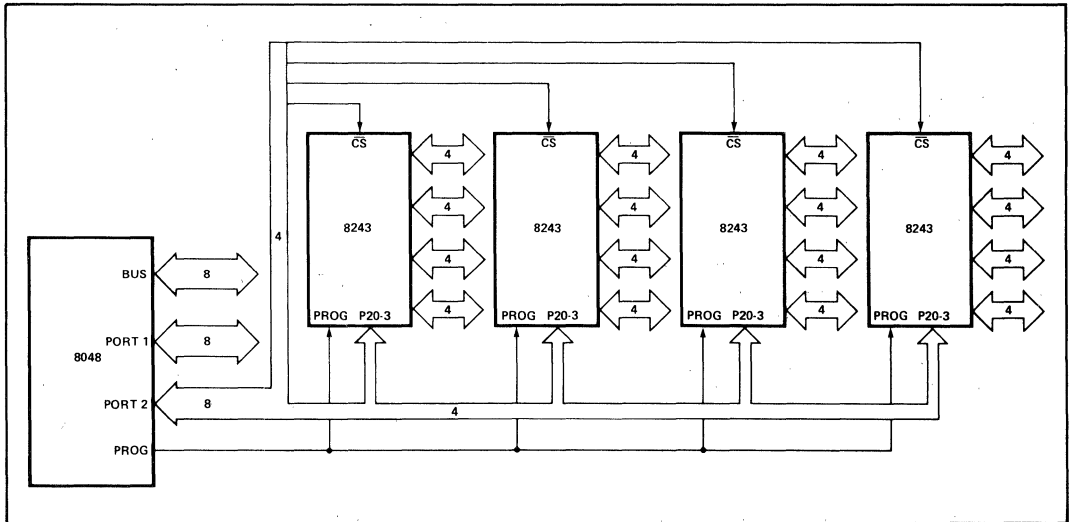 CS CS CS CS
4 4 4 4
4 4 4 4
4
8243 8243 8243 8243
4 4 4 4
BUS 8
4 4 4 4
PROG P20-3 PROG P20-3 PROG P20-3 PROG P20-3
PORT 1 8
8048
PORT 2 8
4
PROG